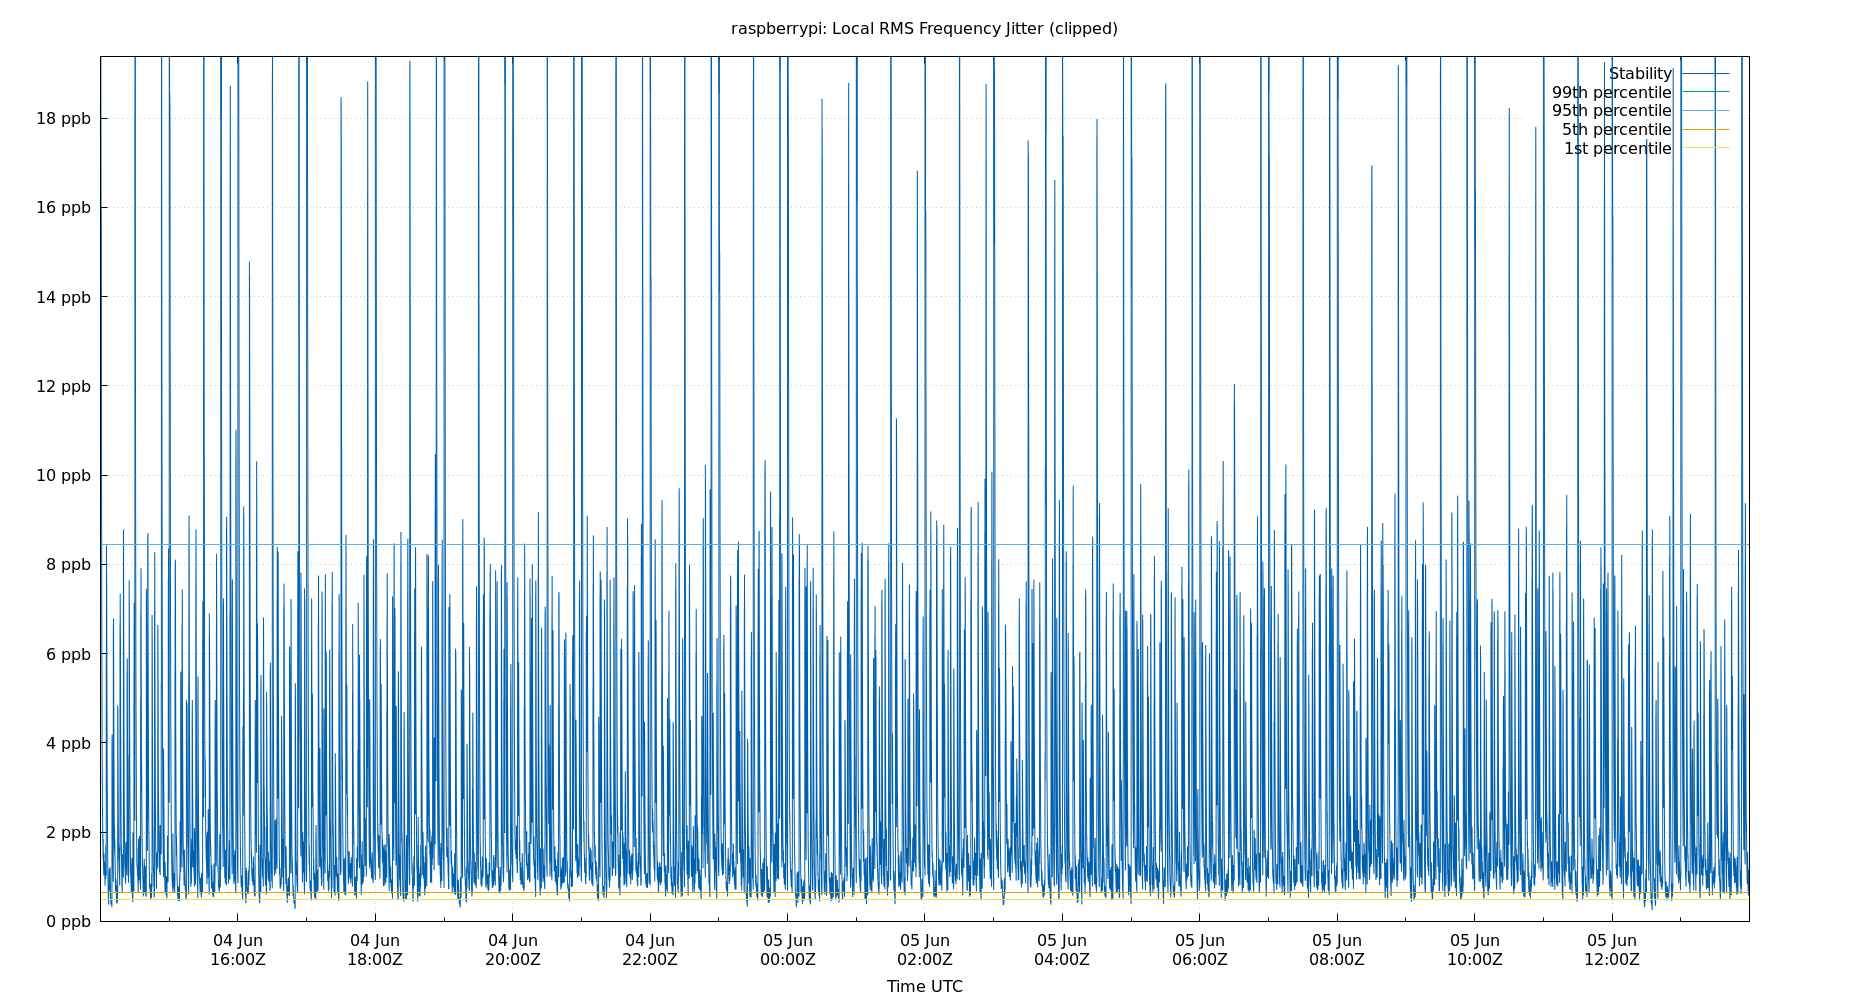 raspberrypi: Local RMS Frequency Jitter (clipped)
Stability
99th percentile
95th percentile
5th percentile
1st percentile
18 ppb
16 ppb
14 ppb
12 ppb
10 ppb
8 ppb
6 ppb
4 ppb
2 ppb
0 ppb
04 Jun 04 Jun 04 Jun 04 Jun 05 Jun 05 Jun 05 Jun 05 Jun 05 Jun 05 Jun 05 Jun
16:00Z 18:00Z 20:00Z 22:00Z 00:00Z 02:00Z 04:00Z 06:00Z 08:00Z 10:00Z 12:00Z
Time UTC